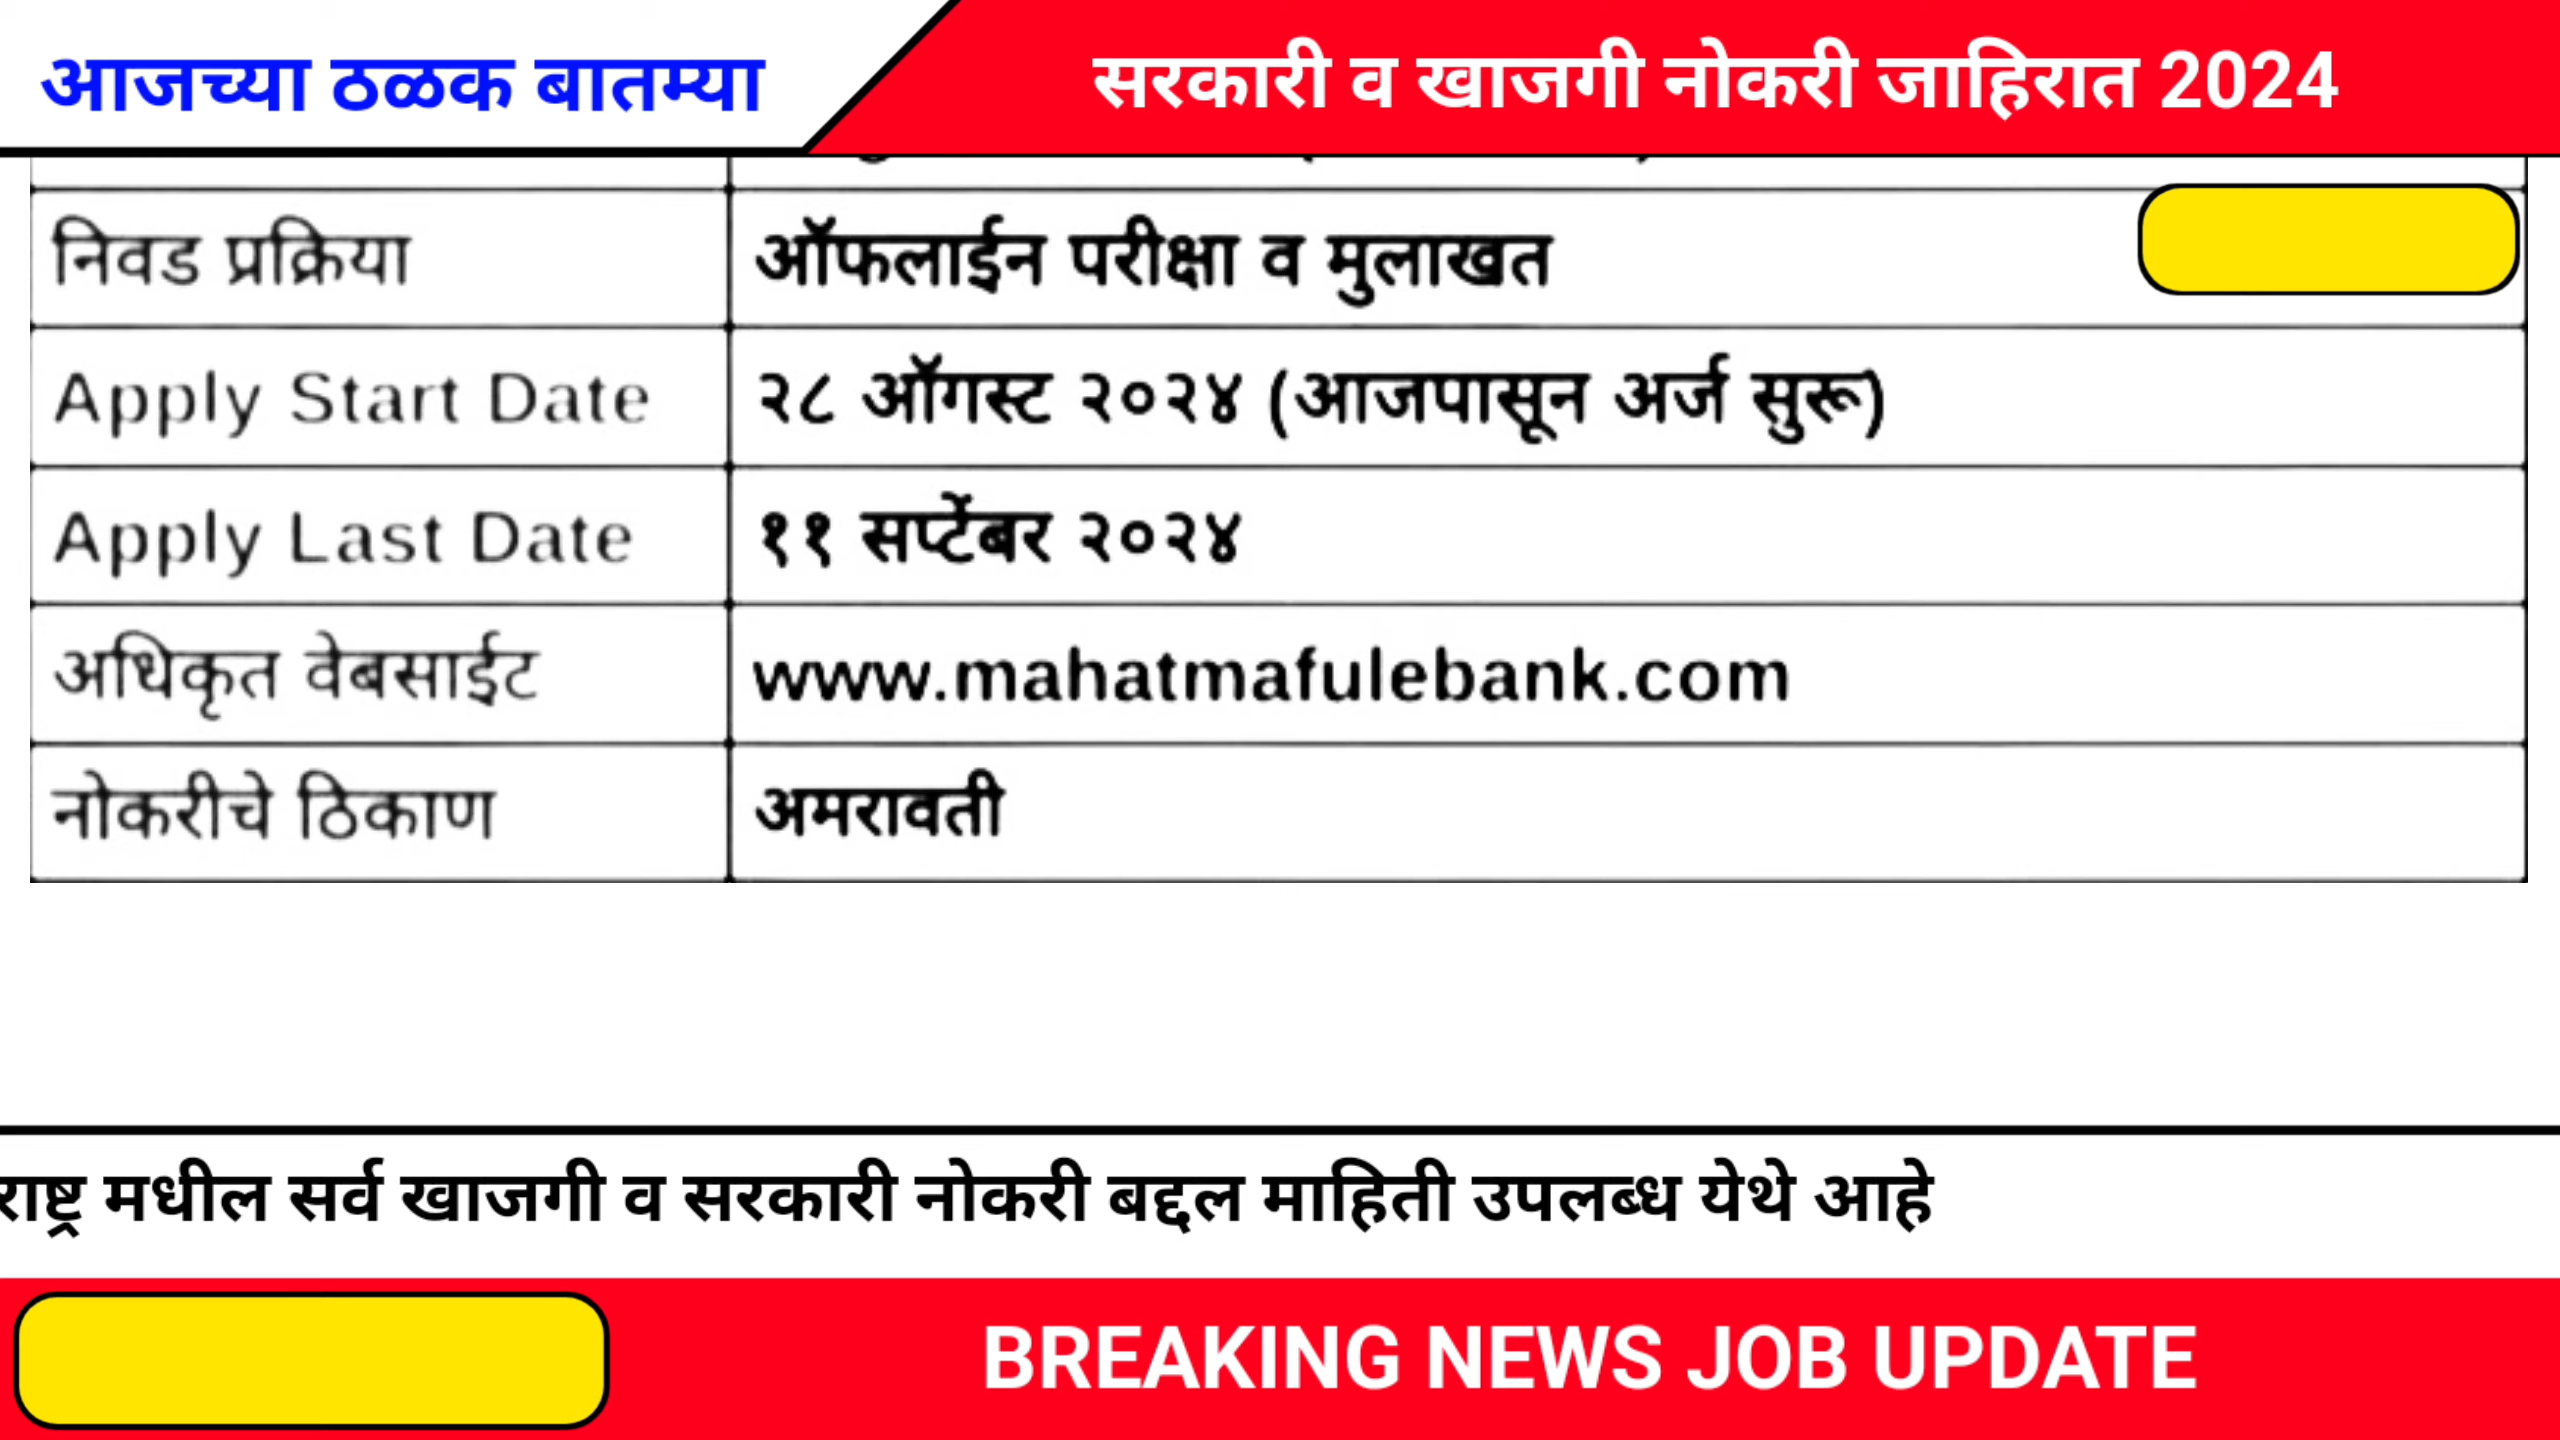 आजच्या ठळक बातम्या
सरकारी व खाजगी नोकरी जाहिरात 2024
निवड प्रक्रिया ऑफलाईन परीक्षा व मुलाखत
Apply Start Date २८ ऑगस्ट २०२४ (आजपासून अर्ज सुरू)
Apply Last Date ११ सप्टेंबर २०२४
अधिकृत वेबसाईट www.mahatmafulebank.com
नोकरीचे ठिकाण अमरावती
राष्ट्र मधील सर्व खाजगी व सरकारी नोकरी बद्दल माहिती उपलब्ध येथे आहे
BREAKING NEWS JOB UPDATE